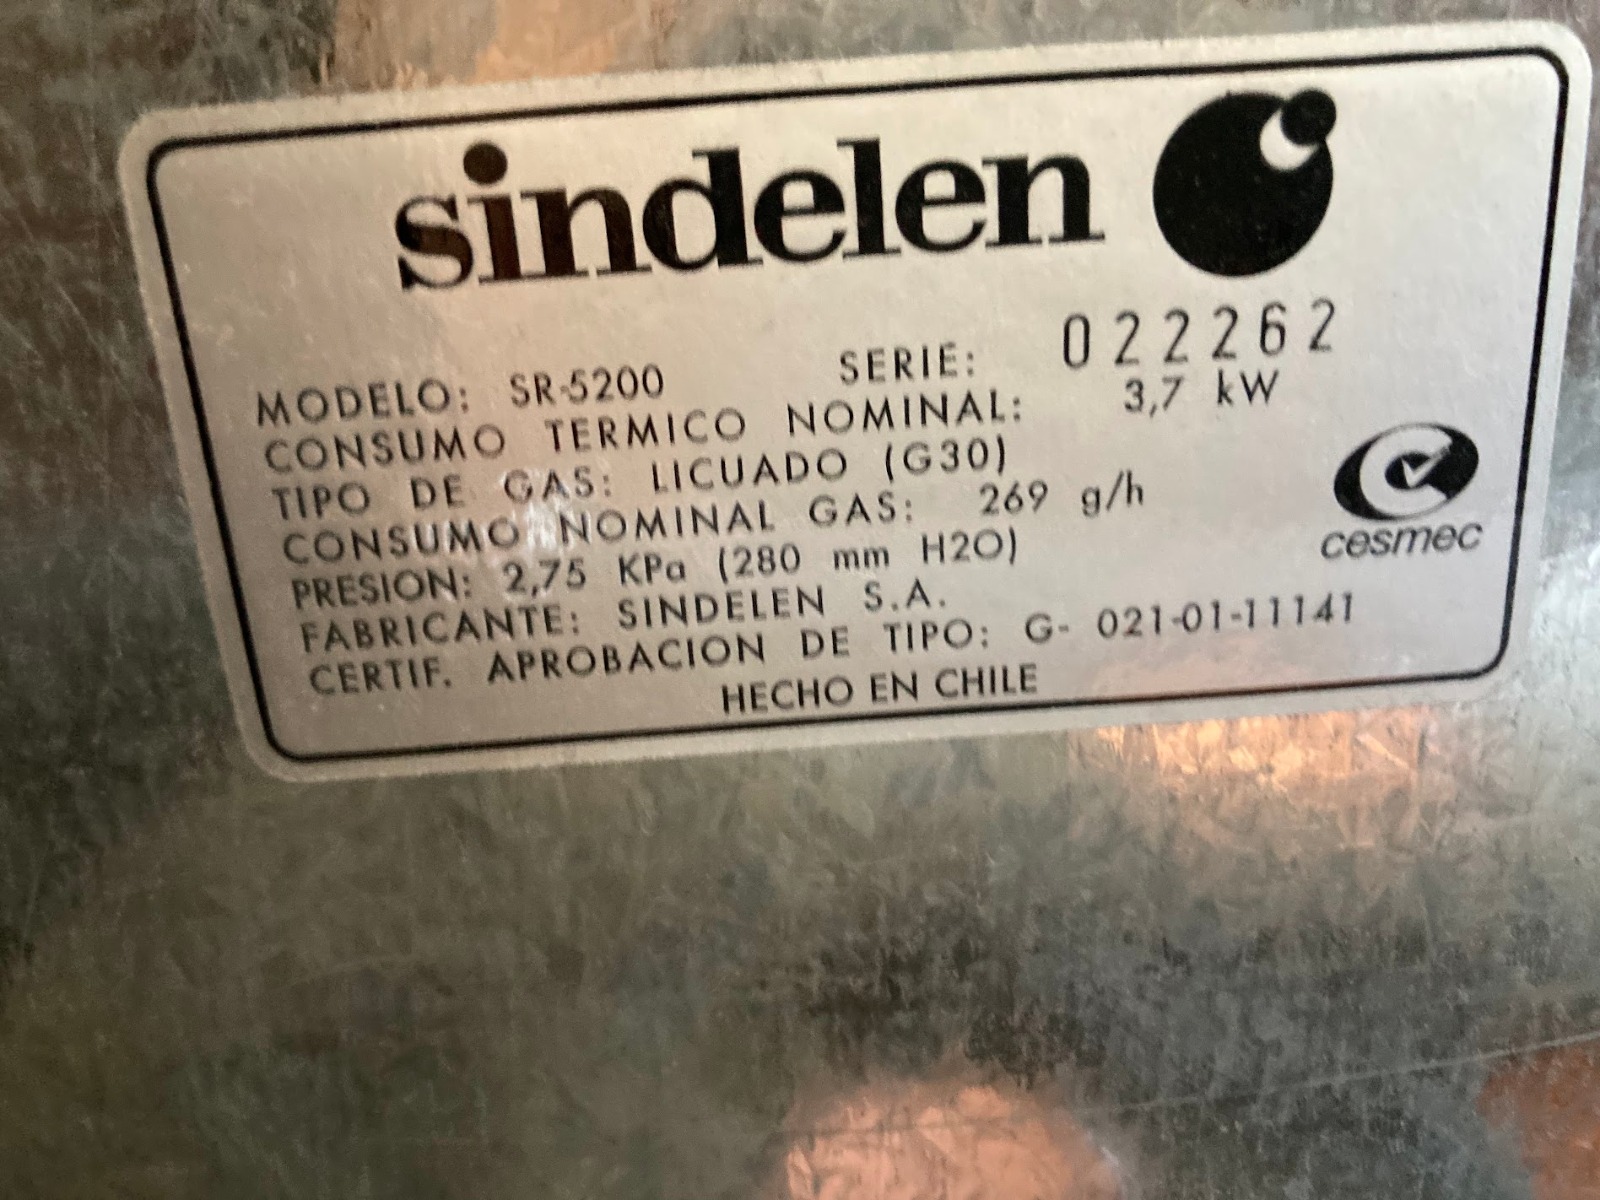 sindelen
MODELO: SR-5200 SERIE: 022262
CONSUMO TERMICO NOMINAL: 3,7 kW
TIPO DE GAS: LICUADO (G30)
CONSUMO NOMINAL GAS: 269 g/h
PRESION: 2,75 KPa (280 mm H2O)
FABRICANTE: SINDELEN S.A.
CERTIF. APROBACION DE TIPO: G- 021-01-11141
HECHO EN CHILE
cesmec